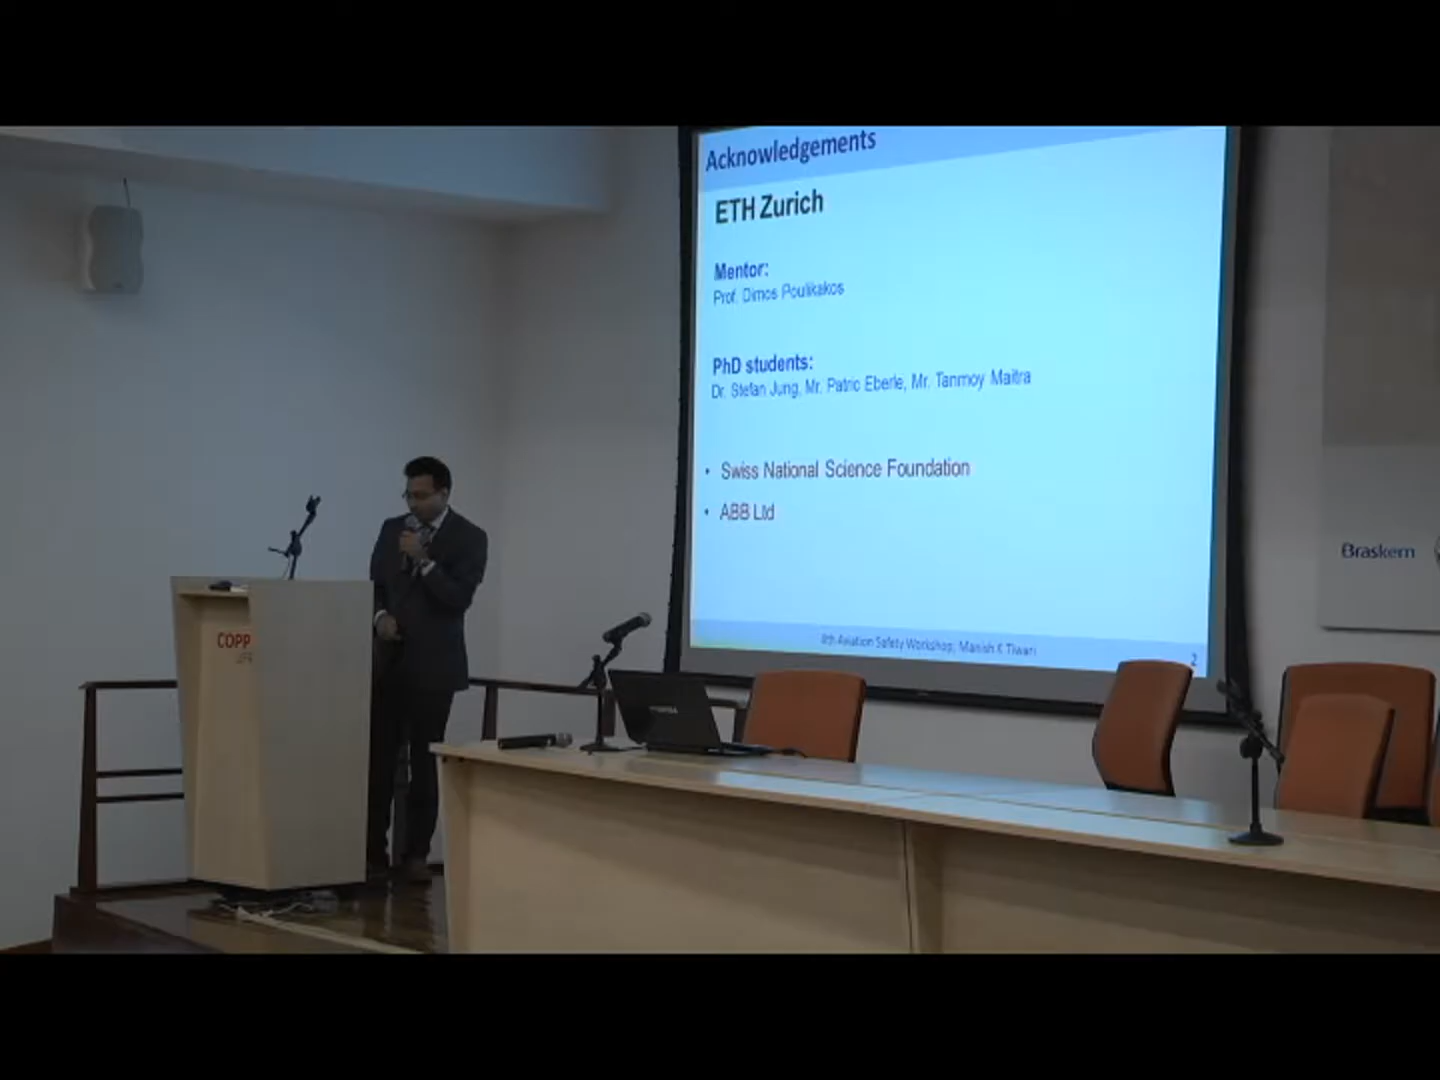 Acknowledgements
ETH Zurich
Mentor:
Prof. Dimos Poulikakos
PhD students:
Dr. Stefan Jung, Mr. Patric Eberle, Mr. Tanmoy Maitra
• Swiss National Science Foundation
• ABB Ltd
8th Aviation Safety Workshop; Manish K Tiwari
2
Braskem
COPP